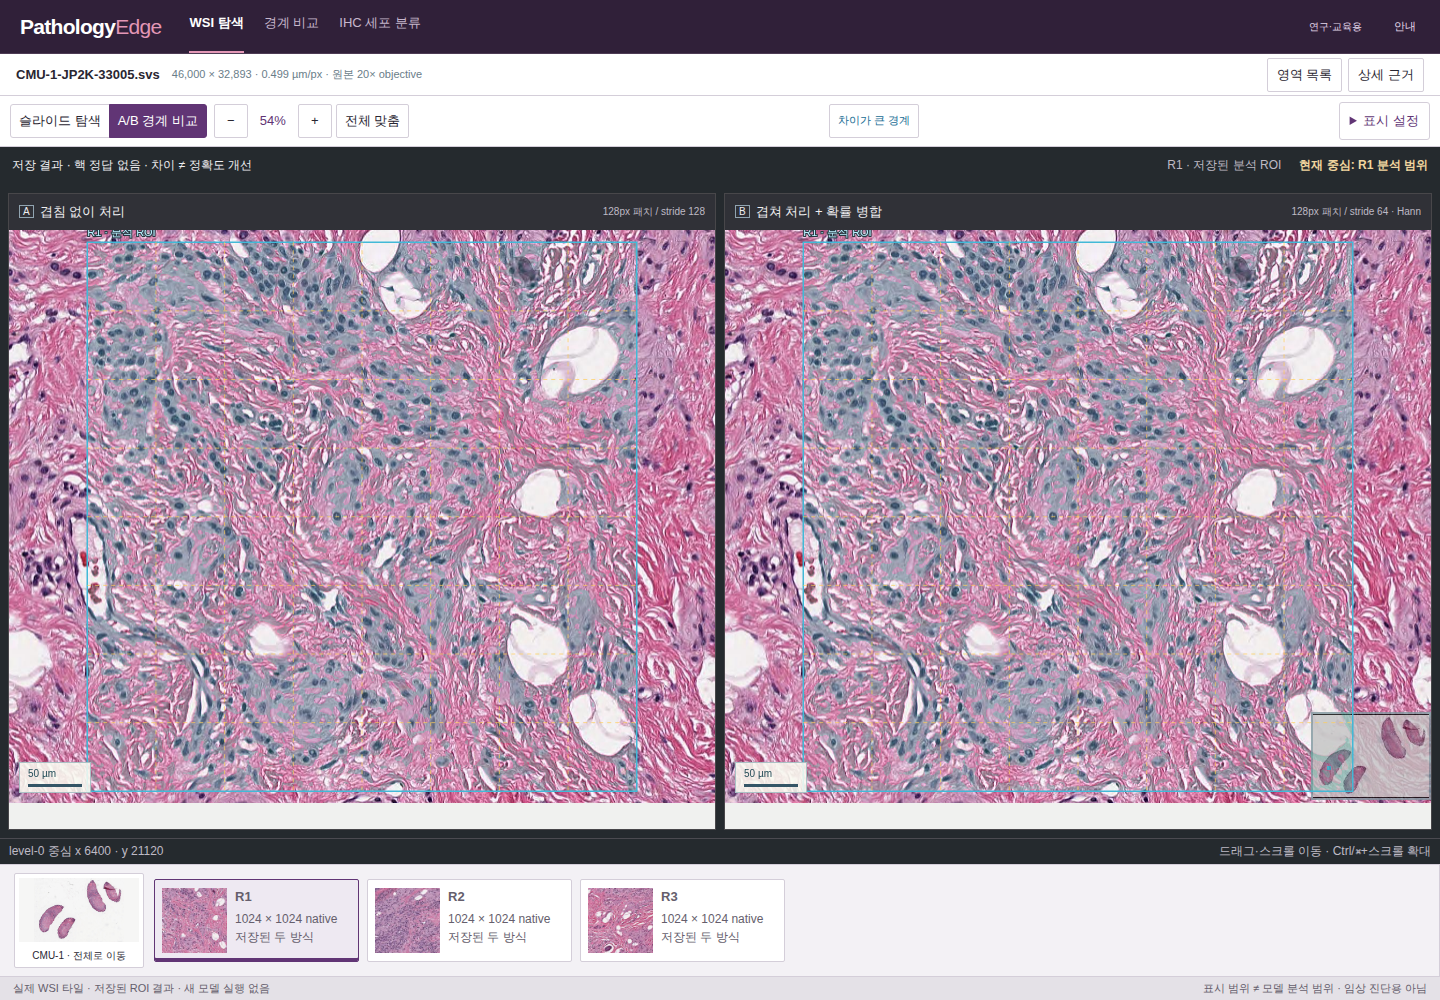 PathologyEdge WSI 탐색 경계 비교 IHC 세포 분류 연구·교육용 안내
CMU-1-JP2K-33005.svs 46,000 × 32,893 · 0.499 µm/px · 원본 20× objective 영역 목록 상세 근거
슬라이드 탐색 A/B 경계 비교 − 54% + 전체 맞춤 차이가 큰 경계 ▶ 표시 설정
저장 결과 · 핵 정답 없음 · 차이 ≠ 정확도 개선 R1 · 저장된 분석 ROI 현재 중심: R1 분석 범위
A 겹침 없이 처리 128px 패치 / stride 128
B 겹쳐 처리 + 확률 병합 128px 패치 / stride 64 · Hann
R1 · 분석 ROI
R1 · 분석 ROI
50 µm
50 µm
level-0 중심 x 6400 · y 21120 드래그·스크롤 이동 · Ctrl/⌘+스크롤 확대
CMU-1 · 전체로 이동
R1
1024 × 1024 native
저장된 두 방식
R2
1024 × 1024 native
저장된 두 방식
R3
1024 × 1024 native
저장된 두 방식
실제 WSI 타일 · 저장된 ROI 결과 · 새 모델 실행 없음 표시 범위 ≠ 모델 분석 범위 · 임상 진단용 아님